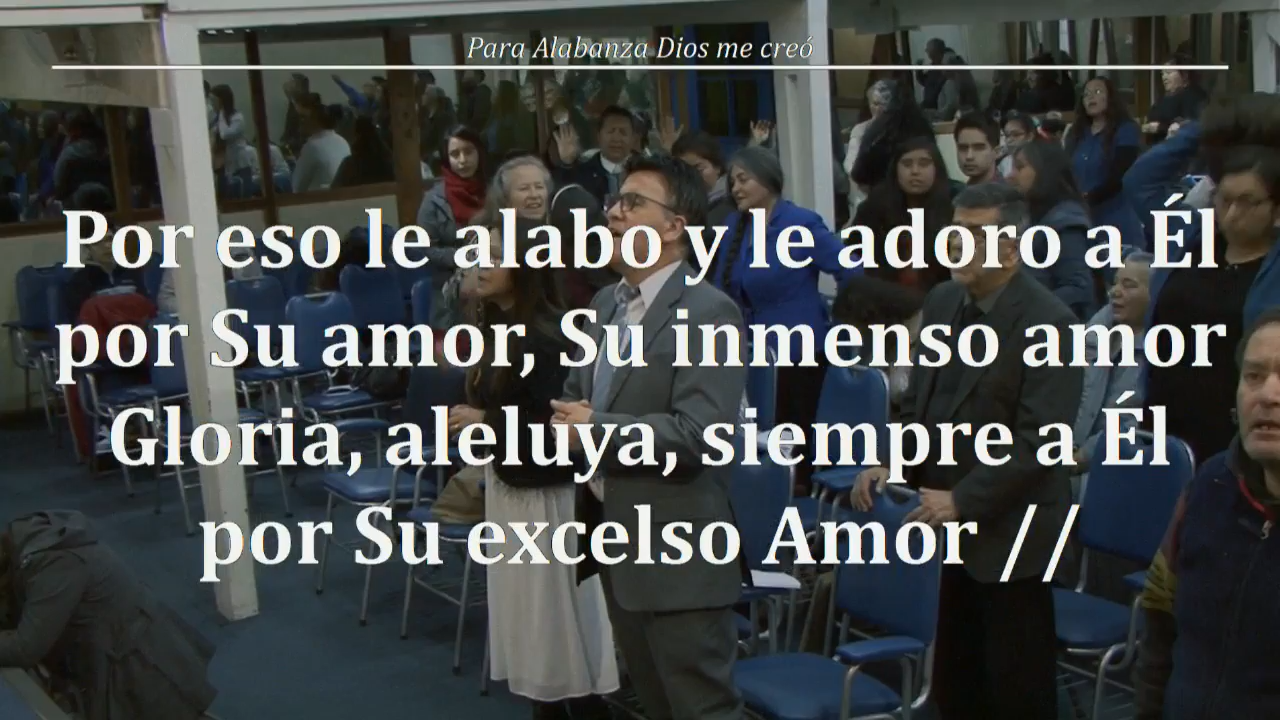 Para Alabanza Dios me creó
Por eso le alabo y le adoro a Él
por Su amor, Su inmenso amor
Gloria, aleluya, siempre a Él
por Su excelso Amor //